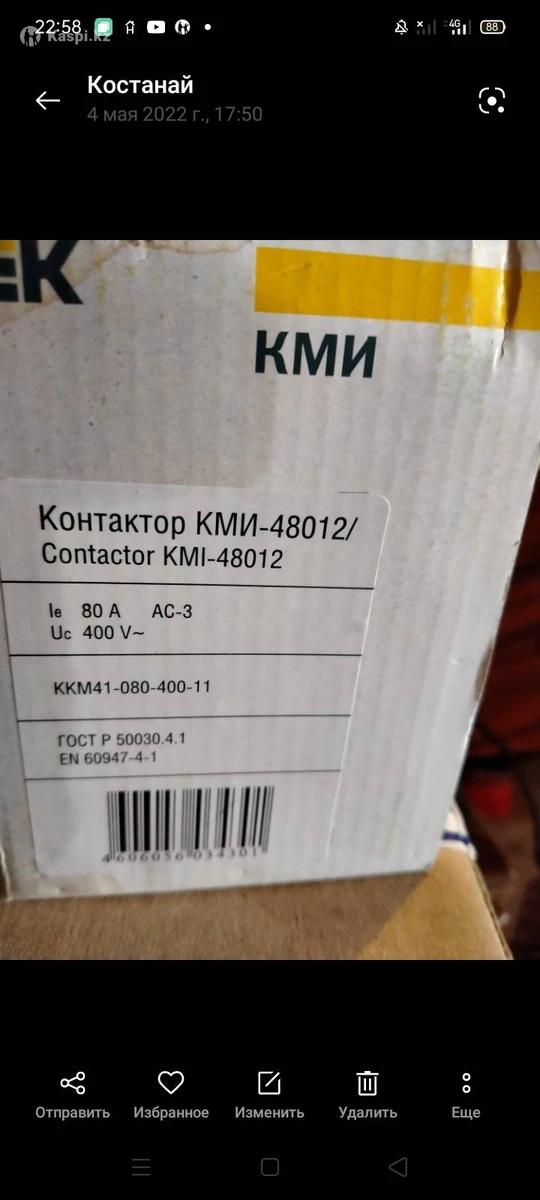 22:58
4G
88
Kaspi.kz
Костанай
4 мая 2022 г., 17:50
ЕК
КМИ
Контактор КМИ-48012/
Contactor KMI-48012
Ie 80 A AC-3
Uc 400 V~
KKM41-080-400-11
ГОСТ Р 50030.4.1
EN 60947-4-1
4606056034301
Отправить
Избранное
Изменить
Удалить
Еще